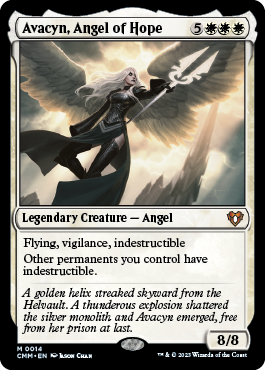 Avacyn, Angel of Hope 5
Legendary Creature — Angel
Flying, vigilance, indestructible
Other permanents you control have
indestructible.
A golden helix streaked skyward from the
Helvault. A thunderous explosion shattered
the silver monolith and Avacyn emerged, free
from her prison at last.
8/8
M 0014
CMM • EN Jason Chan
™ & © 2023 Wizards of the Coast